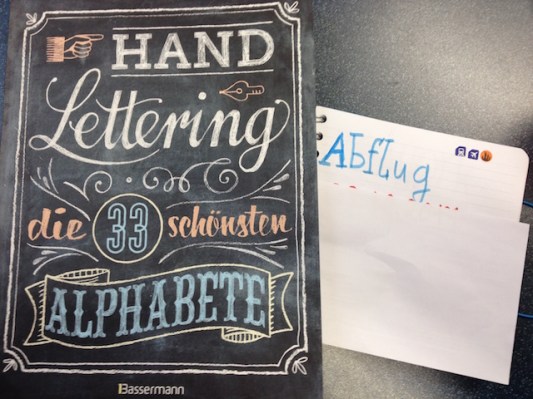 HAND
Lettering
die 33 schönsten
ALPHABETE
Bassermann
Abflug